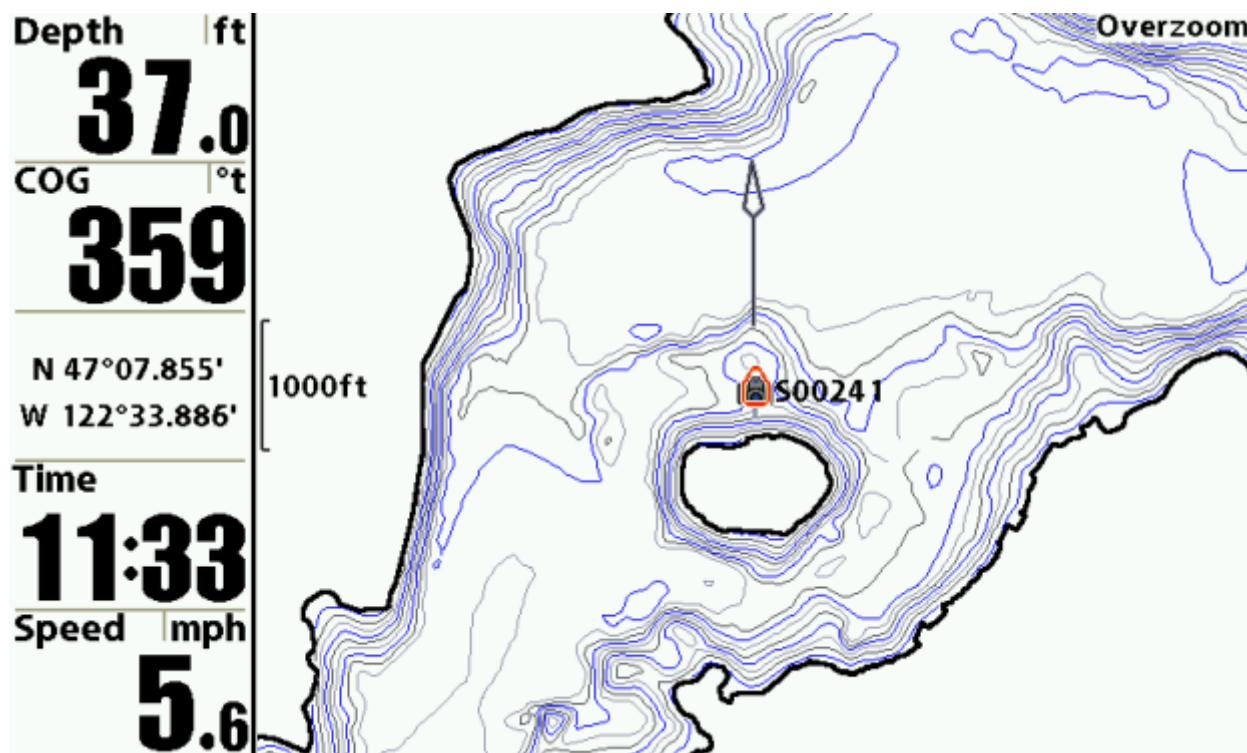 Depth ft
37.0
COG °t
359
N 47°07.855'
W 122°33.886'
Time
11:33
Speed mph
5.6
Overzoom
1000ft
S00241